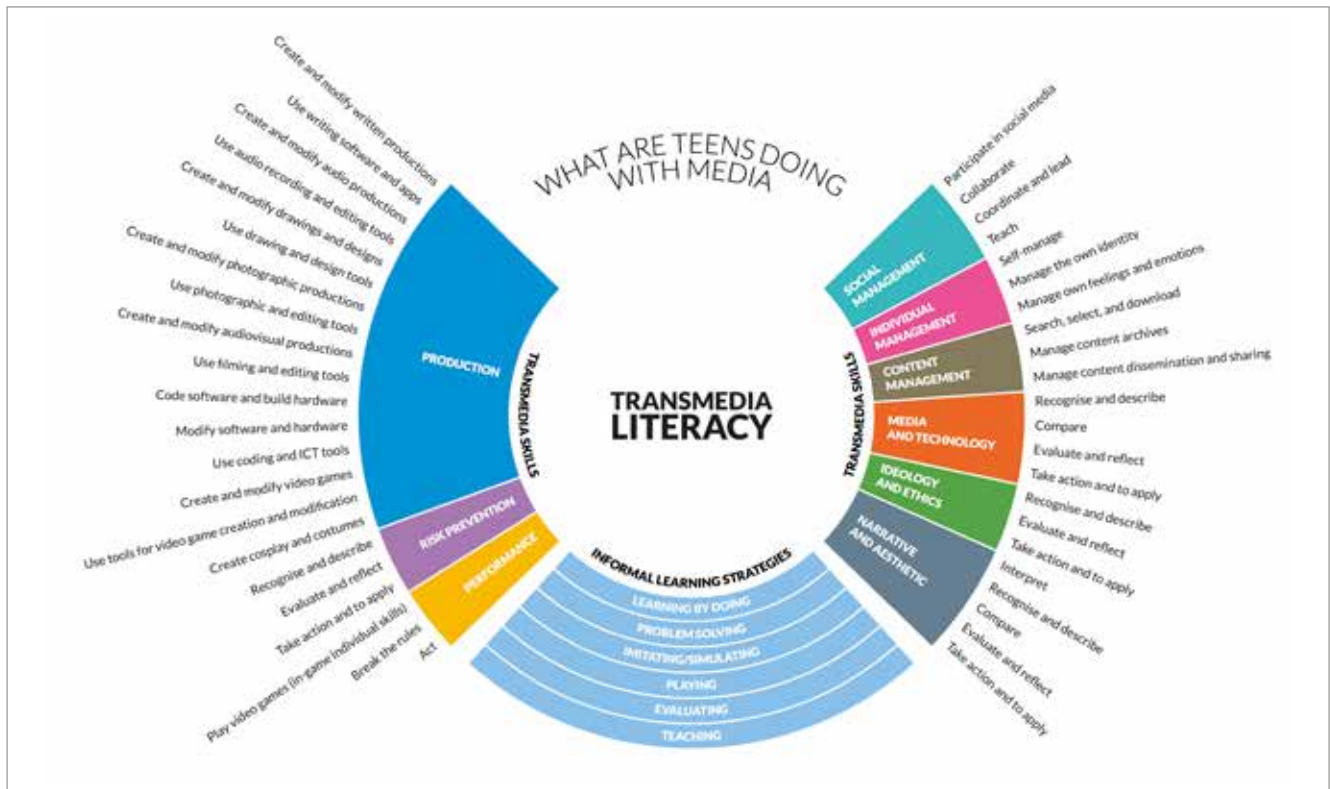 WHAT ARE TEENS DOING
WITH MEDIA
TRANSMEDIA
LITERACY
TRANSMEDIA SKILLS
PRODUCTION
Create and modify written productions
Use writing software and apps
Create and modify audio productions
Use audio recording and editing tools
Create and modify drawings and designs
Use drawing and design tools
Create and modify photographic productions
Use photographic and editing tools
Create and modify audiovisual productions
Use filming and editing tools
Code software and build hardware
Modify software and hardware
Use coding and ICT tools
Create and modify video games
Use tools for video game creation and modification
Create cosplay and costumes
RISK PREVENTION
Recognise and describe
Evaluate and reflect
Take action and to apply
PERFORMANCE
Play video games (in-game individual skills)
Break the rules
Act
TRANSMEDIA SKILLS
SOCIAL
MANAGEMENT
Participate in social media
Collaborate
Coordinate and lead
Teach
INDIVIDUAL
MANAGEMENT
Self-manage
Manage the own identity
Manage own feelings and emotions
CONTENT
MANAGEMENT
Search, select, and download
Manage content archives
Manage content dissemination and sharing
MEDIA
AND TECHNOLOGY
Recognise and describe
Compare
Evaluate and reflect
Take action and to apply
IDEOLOGY
AND ETHICS
Recognise and describe
Evaluate and reflect
Take action and to apply
NARRATIVE
AND AESTHETIC
Interpret
Recognise and describe
Compare
Evaluate and reflect
Take action and to apply
INFORMAL LEARNING STRATEGIES
LEARNING BY DOING
PROBLEM SOLVING
IMITATING/SIMULATING
PLAYING
EVALUATING
TEACHING